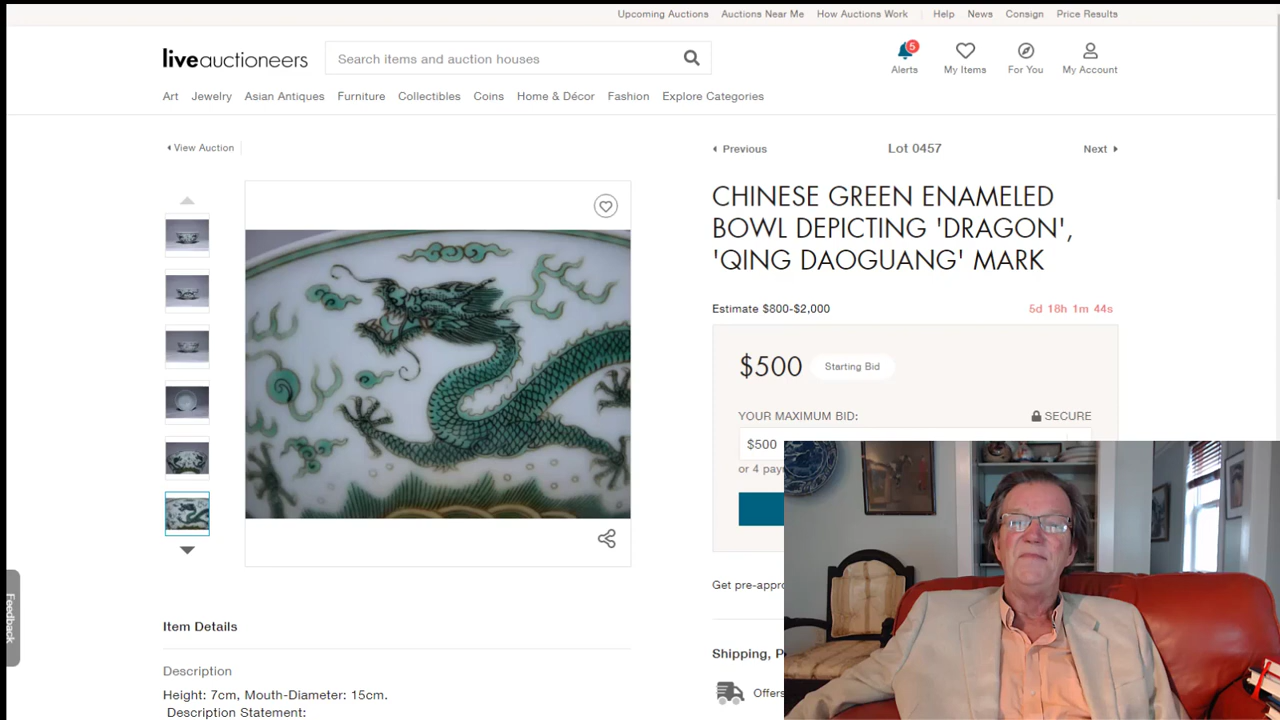 Upcoming Auctions Auctions Near Me How Auctions Work Help News Consign Price Results
liveauctioneers
Search items and auction houses
5
Alerts My Items For You My Account
Art Jewelry Asian Antiques Furniture Collectibles Coins Home & Décor Fashion Explore Categories
View Auction
Previous Lot 0457 Next
CHINESE GREEN ENAMELED
BOWL DEPICTING 'DRAGON',
'QING DAOGUANG' MARK
Estimate $800-$2,000 5d 18h 1m 44s
$500 Starting Bid
YOUR MAXIMUM BID: SECURE
$500
or 4 pay
Get pre-appr
Feedback
Item Details
Shipping, P
Description
Offers
Height: 7cm, Mouth-Diameter: 15cm.
Description Statement: